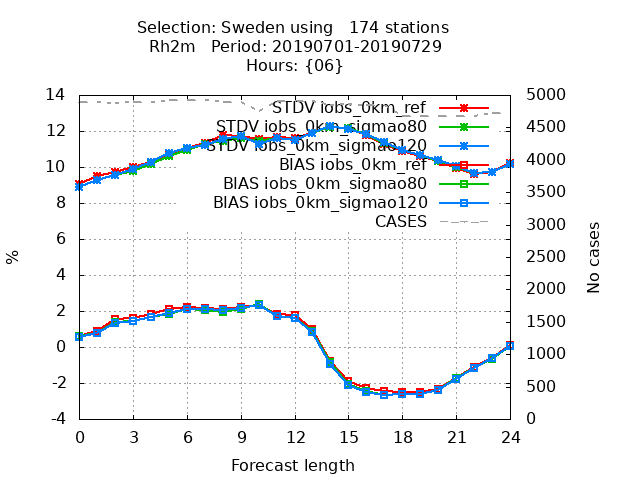 Selection: Sweden using   174 stations
Rh2m   Period: 20190701-20190729
Hours: {06}
14 5000
STDV iobs_0km_ref
STDV iobs_0km_sigmao80
12 4500
STDV iobs_0km_sigmao120
4000
BIAS iobs_0km_ref
10
BIAS iobs_0km_sigmao80
3500
BIAS iobs_0km_sigmao120
8
CASES
3000
6
2500
%
No cases
4
2000
2
1500
0
1000
-2
500
-4 0
0 3 6 9 12 15 18 21 24
Forecast length